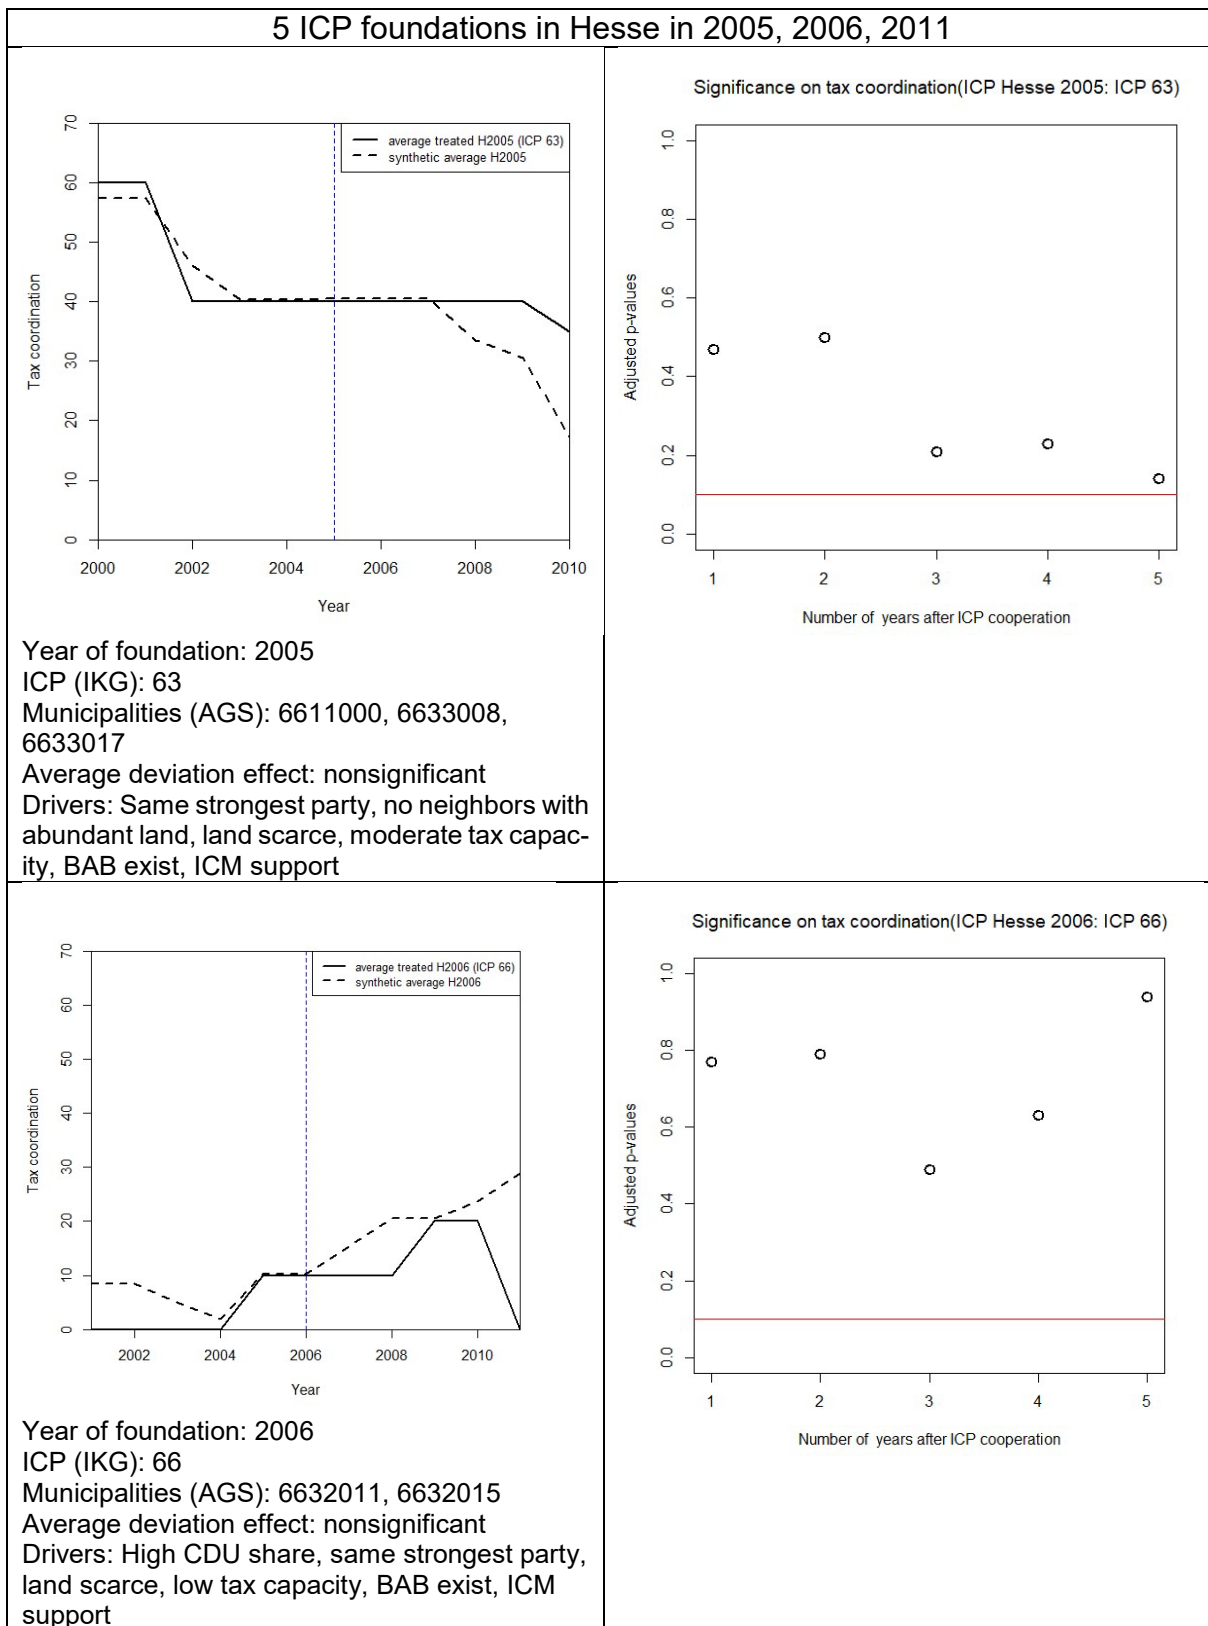 5 ICP foundations in Hesse in 2005, 2006, 2011
average treated H2005 (ICP 63)
synthetic average H2005
Tax coordination
70
60
50
40
30
20
10
0
2000 2002 2004 2006 2008 2010
Year
Significance on tax coordination(ICP Hesse 2005: ICP 63)
Adjusted p-values
1.0
0.8
0.6
0.4
0.2
0.0
1 2 3 4 5
Number of years after ICP cooperation
Year of foundation: 2005
ICP (IKG): 63
Municipalities (AGS): 6611000, 6633008,
6633017
Average deviation effect: nonsignificant
Drivers: Same strongest party, no neighbors with
abundant land, land scarce, moderate tax capac-
ity, BAB exist, ICM support
average treated H2006 (ICP 66)
synthetic average H2006
Tax coordination
70
60
50
40
30
20
10
0
2002 2004 2006 2008 2010
Year
Significance on tax coordination(ICP Hesse 2006: ICP 66)
Adjusted p-values
1.0
0.8
0.6
0.4
0.2
0.0
1 2 3 4 5
Number of years after ICP cooperation
Year of foundation: 2006
ICP (IKG): 66
Municipalities (AGS): 6632011, 6632015
Average deviation effect: nonsignificant
Drivers: High CDU share, same strongest party,
land scarce, low tax capacity, BAB exist, ICM
support